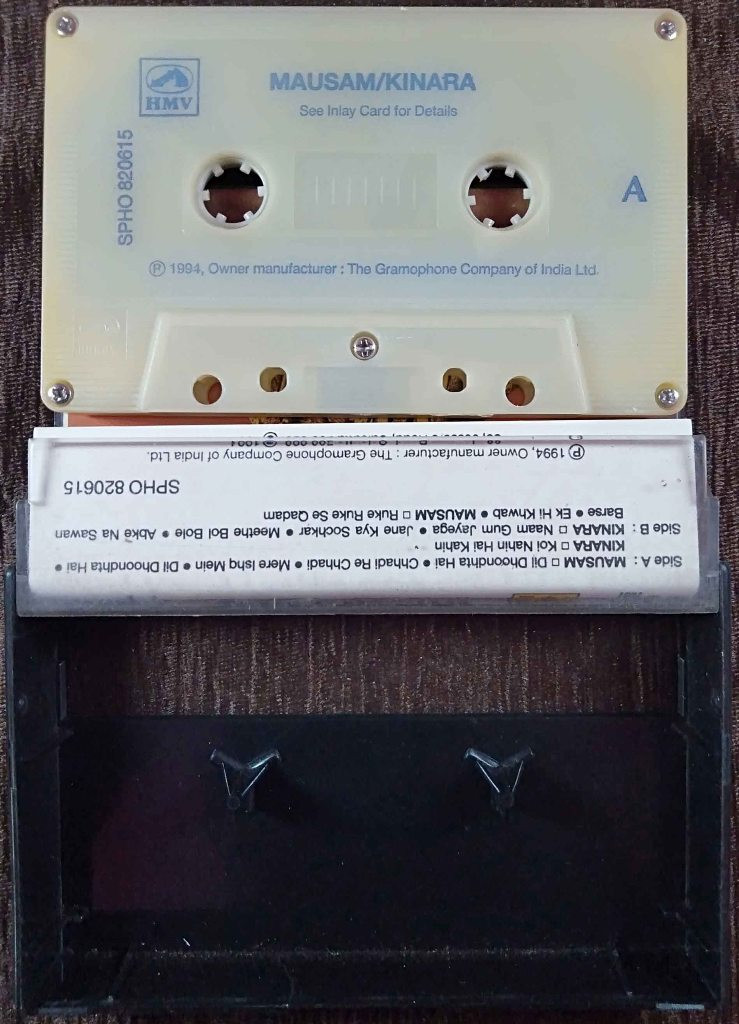 HMV
MAUSAM/KINARA
See Inlay Card for Details
SPHO 820615
A
Ⓟ 1994, Owner manufacturer : The Gramophone Company of India Ltd.
Side A : MAUSAM □ Dil Dhoondhta Hai ● Chhadi Re Chhadi ● Mere Ishq Mein ● Dil Dhoondhta Hai ●
KINARA □ Koi Nahin Hai Kahin
Side B : KINARA □ Naam Gum Jayega ● Jane Kya Sochkar ● Meethe Bol Bole ● Abke Na Sawan
Barse ● Ek Hi Khwab ● MAUSAM □ Ruke Ruke Se Qadam
SPHO 820615
Ⓟ 1994, Owner manufacturer : The Gramophone Company of India Ltd.